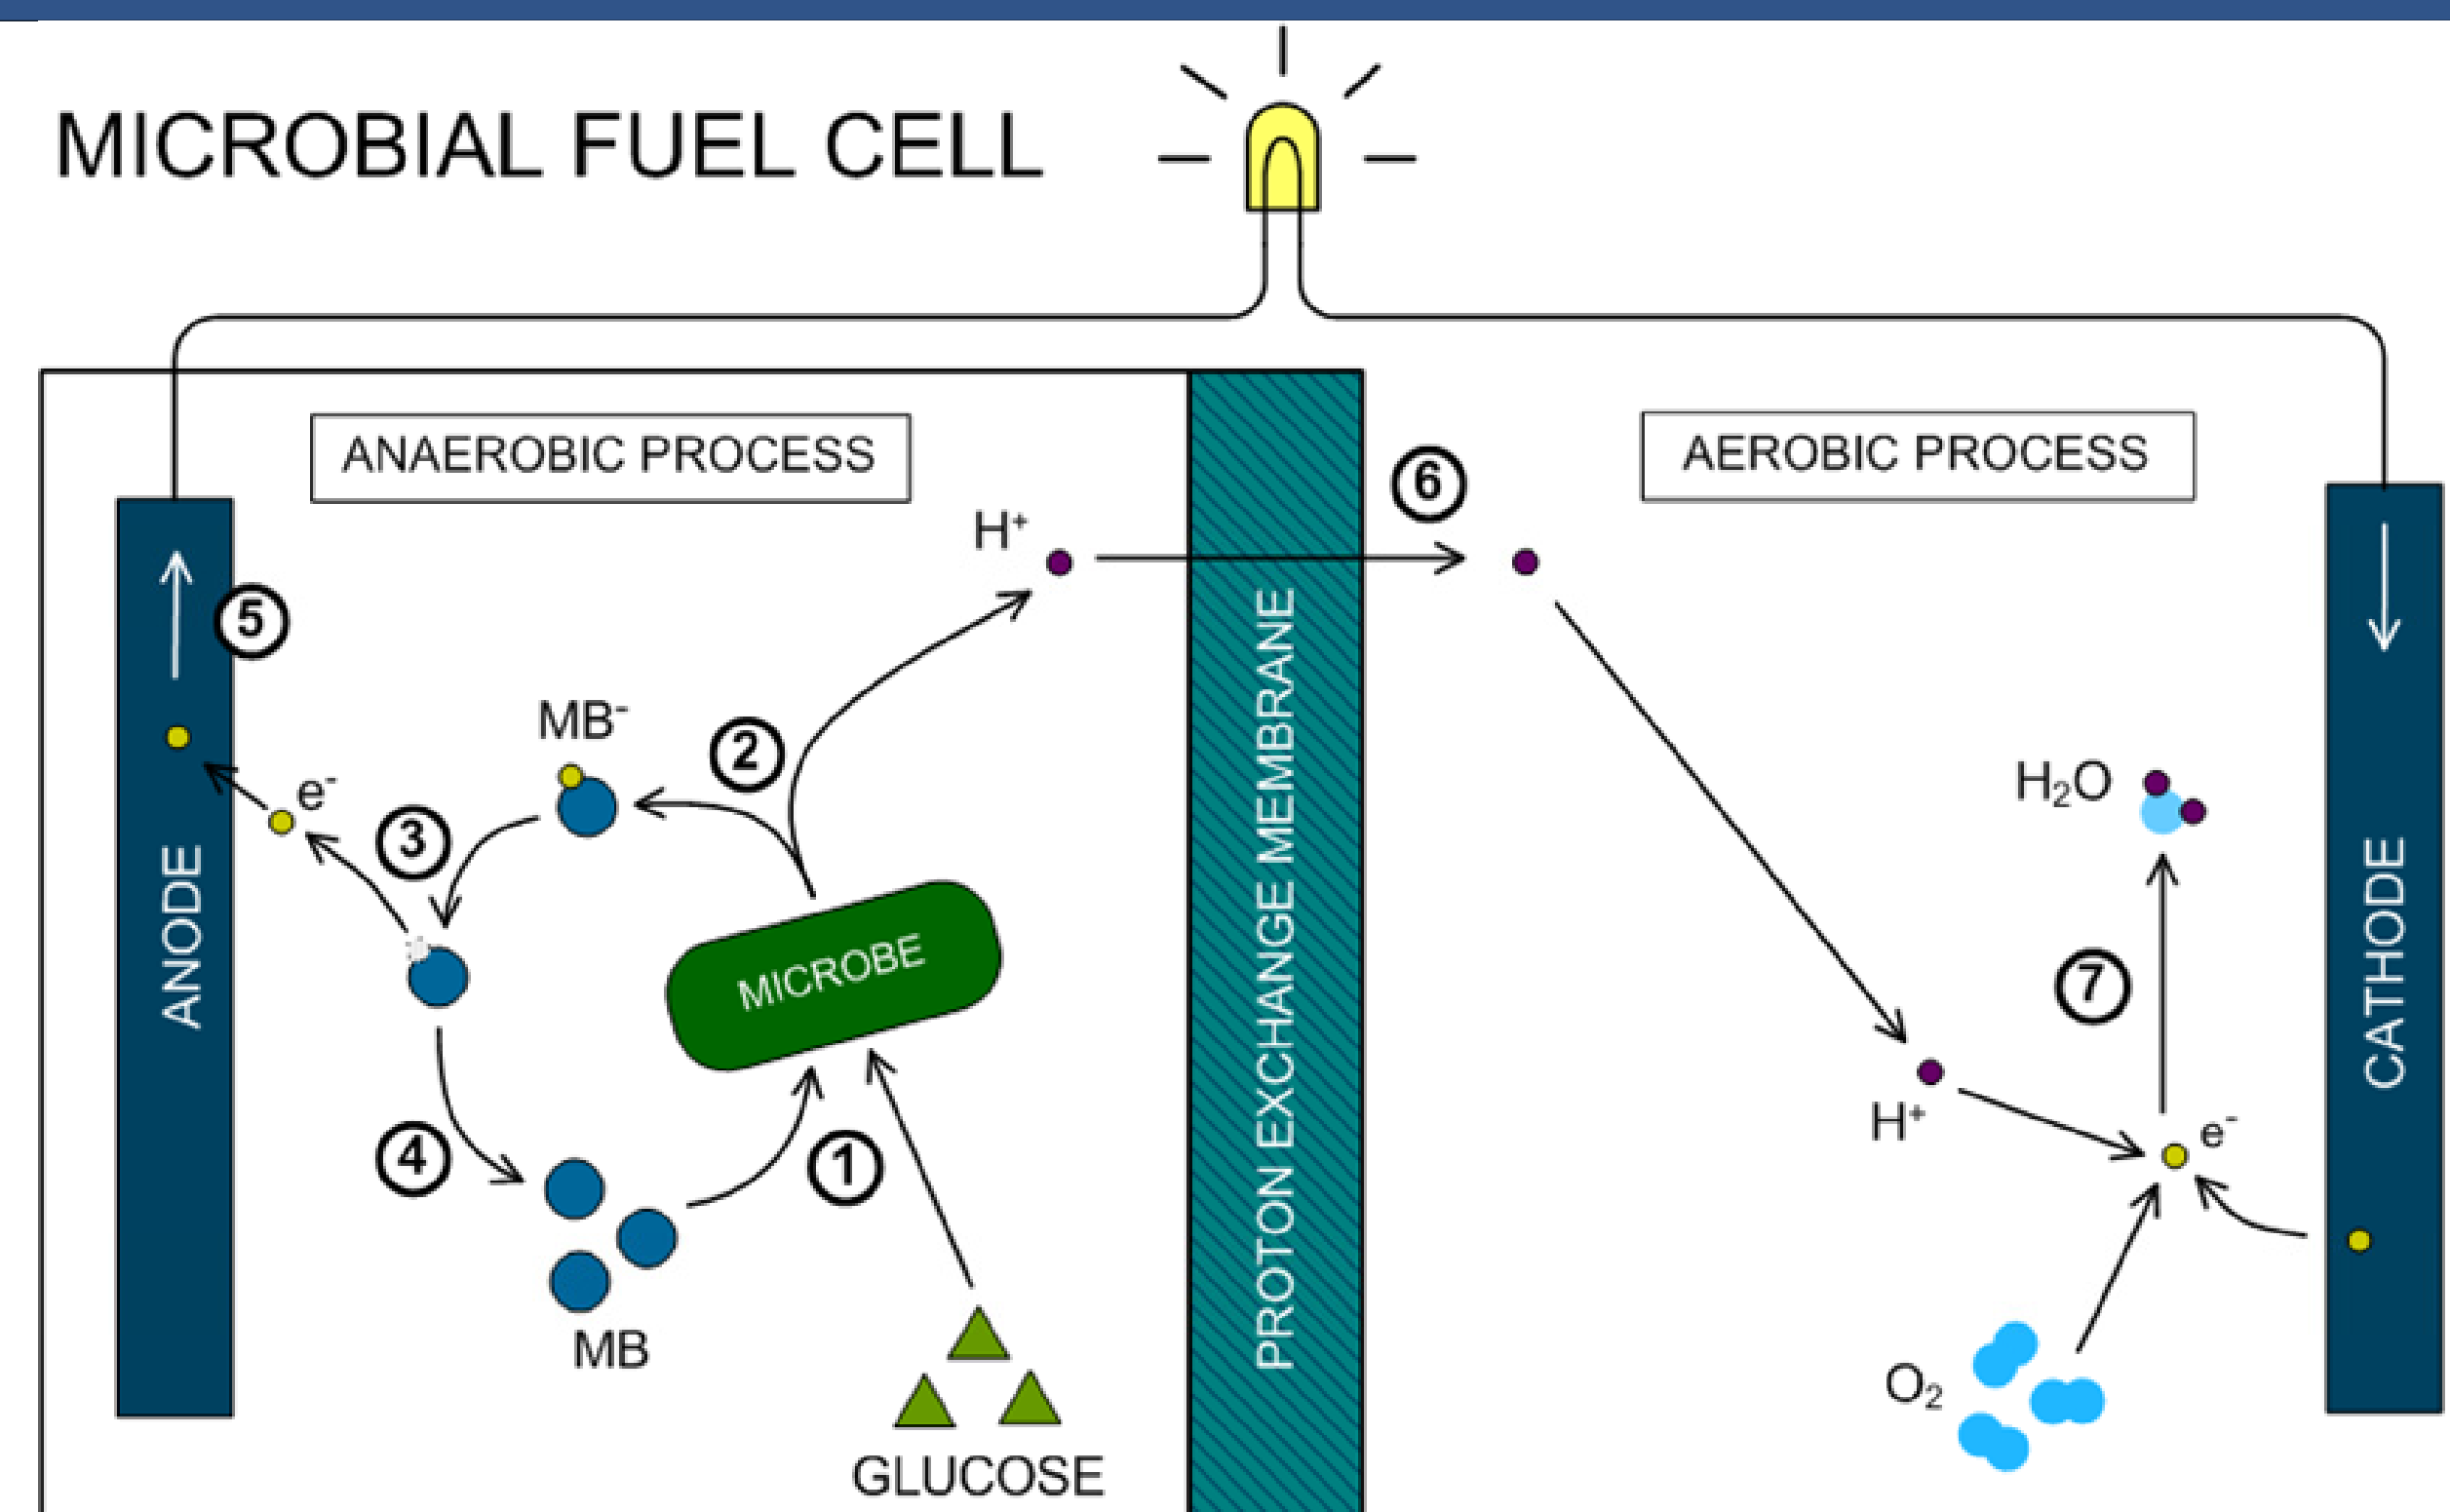 MICROBIAL FUEL CELL
ANAEROBIC PROCESS
AEROBIC PROCESS
6
H⁺
5
MB⁻
2
e⁻
3
H₂O
ANODE
MICROBE
PROTON EXCHANGE MEMBRANE
7
CATHODE
H⁺
e⁻
4
1
MB
O₂
GLUCOSE